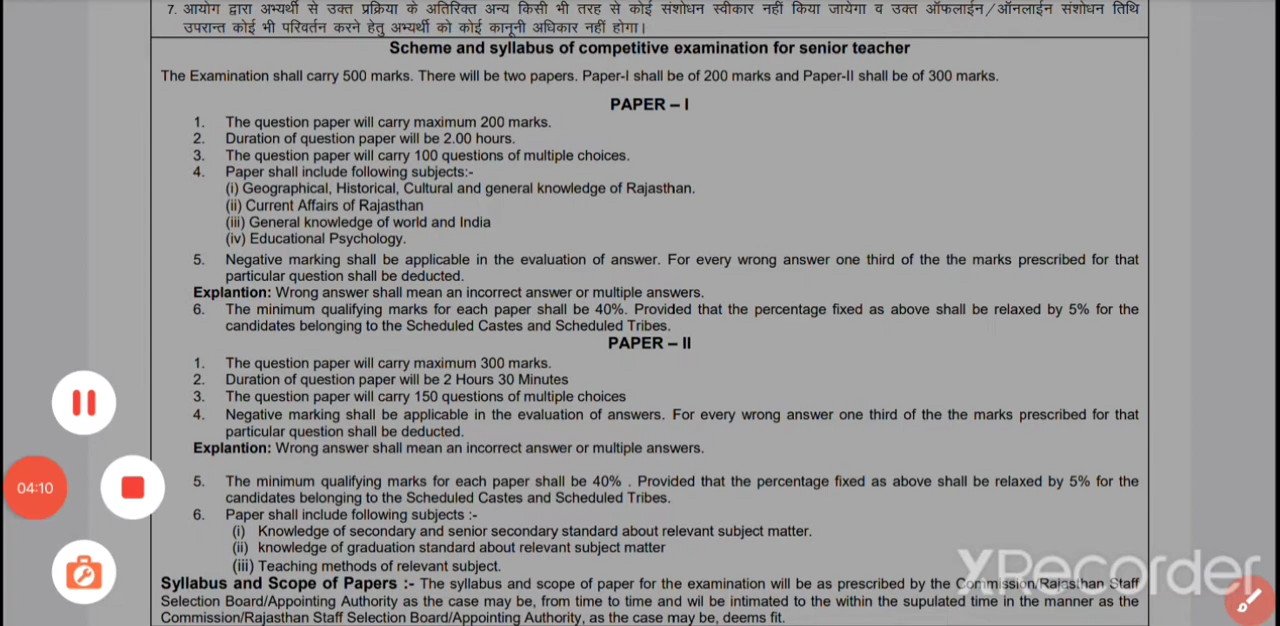 7. आयोग द्वारा अभ्यर्थी से उक्त प्रक्रिया के अतिरिक्त अन्य किसी भी तरह से कोई संशोधन स्वीकार नहीं किया जायेगा व उक्त ऑफलाईन/ऑनलाईन संशोधन तिथि
उपरान्त कोई भी परिवर्तन करने हेतु अभ्यर्थी को कोई कानूनी अधिकार नहीं होगा।
Scheme and syllabus of competitive examination for senior teacher
The Examination shall carry 500 marks. There will be two papers. Paper-I shall be of 200 marks and Paper-II shall be of 300 marks.
PAPER – I
1. The question paper will carry maximum 200 marks.
2. Duration of question paper will be 2.00 hours.
3. The question paper will carry 100 questions of multiple choices.
4. Paper shall include following subjects:-
(i) Geographical, Historical, Cultural and general knowledge of Rajasthan.
(ii) Current Affairs of Rajasthan
(iii) General knowledge of world and India
(iv) Educational Psychology.
5. Negative marking shall be applicable in the evaluation of answer. For every wrong answer one third of the the marks prescribed for that
particular question shall be deducted.
Explantion: Wrong answer shall mean an incorrect answer or multiple answers.
6. The minimum qualifying marks for each paper shall be 40%. Provided that the percentage fixed as above shall be relaxed by 5% for the
candidates belonging to the Scheduled Castes and Scheduled Tribes.
PAPER – II
1. The question paper will carry maximum 300 marks.
2. Duration of question paper will be 2 Hours 30 Minutes
3. The question paper will carry 150 questions of multiple choices
4. Negative marking shall be applicable in the evaluation of answers. For every wrong answer one third of the the marks prescribed for that
particular question shall be deducted.
Explantion: Wrong answer shall mean an incorrect answer or multiple answers.
5. The minimum qualifying marks for each paper shall be 40% . Provided that the percentage fixed as above shall be relaxed by 5% for the
candidates belonging to the Scheduled Castes and Scheduled Tribes.
04:10
6. Paper shall include following subjects :-
(i) Knowledge of secondary and senior secondary standard about relevant subject matter.
(ii) knowledge of graduation standard about relevant subject matter
(iii) Teaching methods of relevant subject.
XRecorder
Syllabus and Scope of Papers :- The syllabus and scope of paper for the examination will be as prescribed by the Commission/Rajasthan Staff
Selection Board/Appointing Authority as the case may be, from time to time and wil be intimated to the within the supulated time in the manner as the
Commission/Rajasthan Staff Selection Board/Appointing Authority, as the case may be, deems fit.